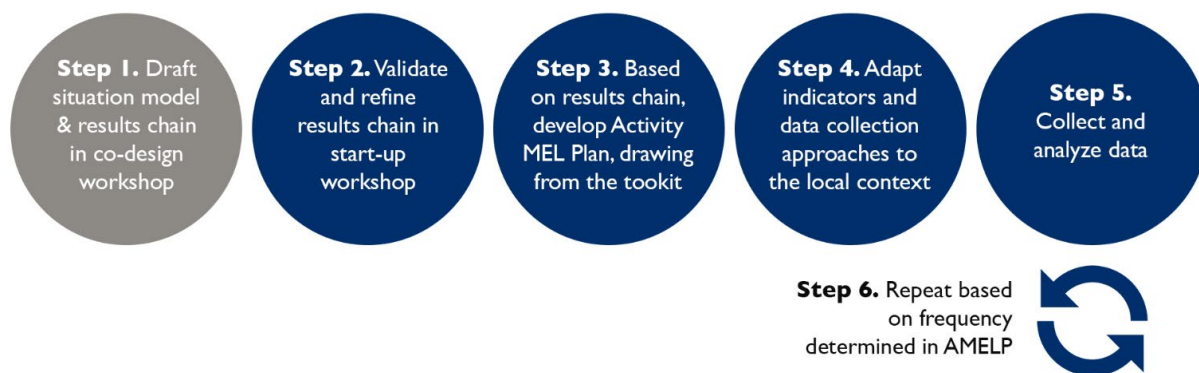 Step 1. Draft
situation model
& results chain
in co-design
workshop
Step 2. Validate
and refine
results chain in
start-up
workshop
Step 3. Based
on results chain,
develop Activity
MEL Plan, drawing
from the tookit
Step 4. Adapt
indicators and
data collection
approaches to
the local context
Step 5.
Collect and
analyze data
Step 6. Repeat based
on frequency
determined in AMELP